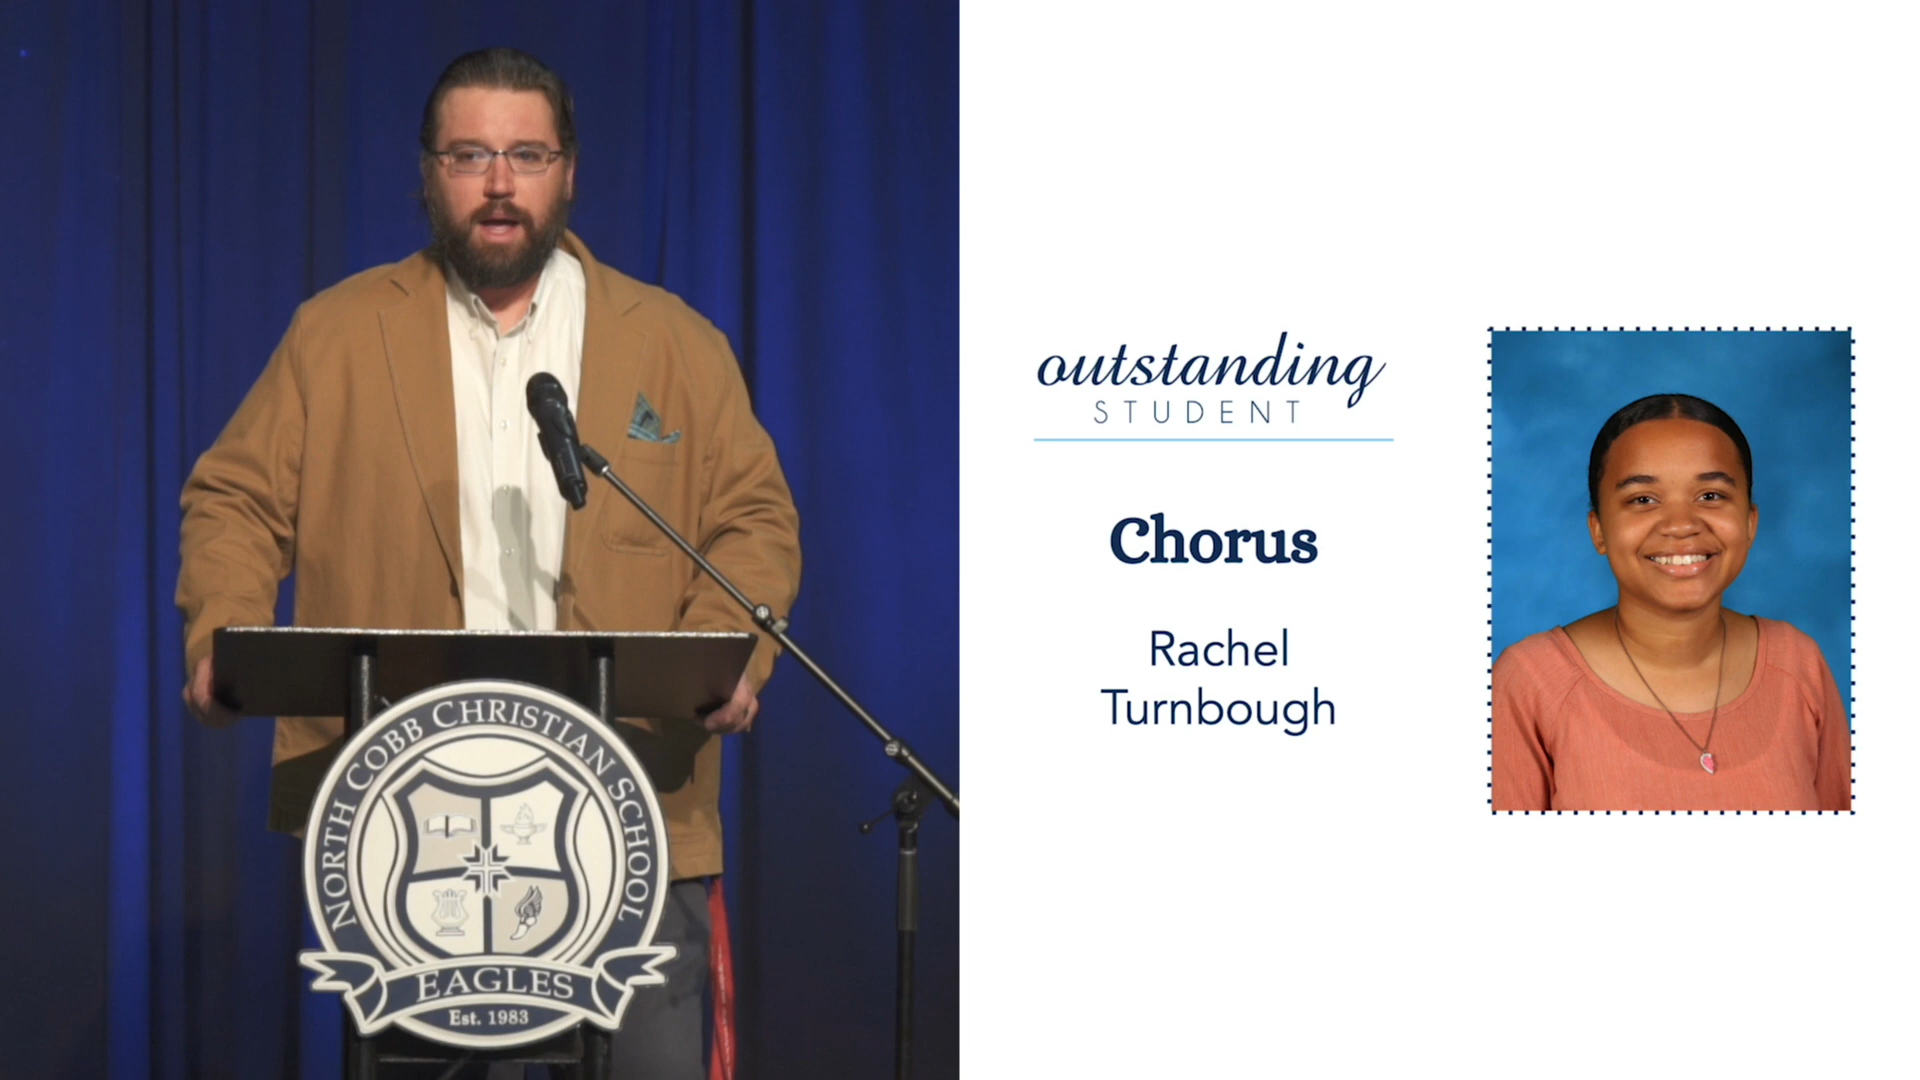 NORTH COBB CHRISTIAN SCHOOL
EAGLES
Est. 1983
outstanding
STUDENT
Chorus
Rachel
Turnbough